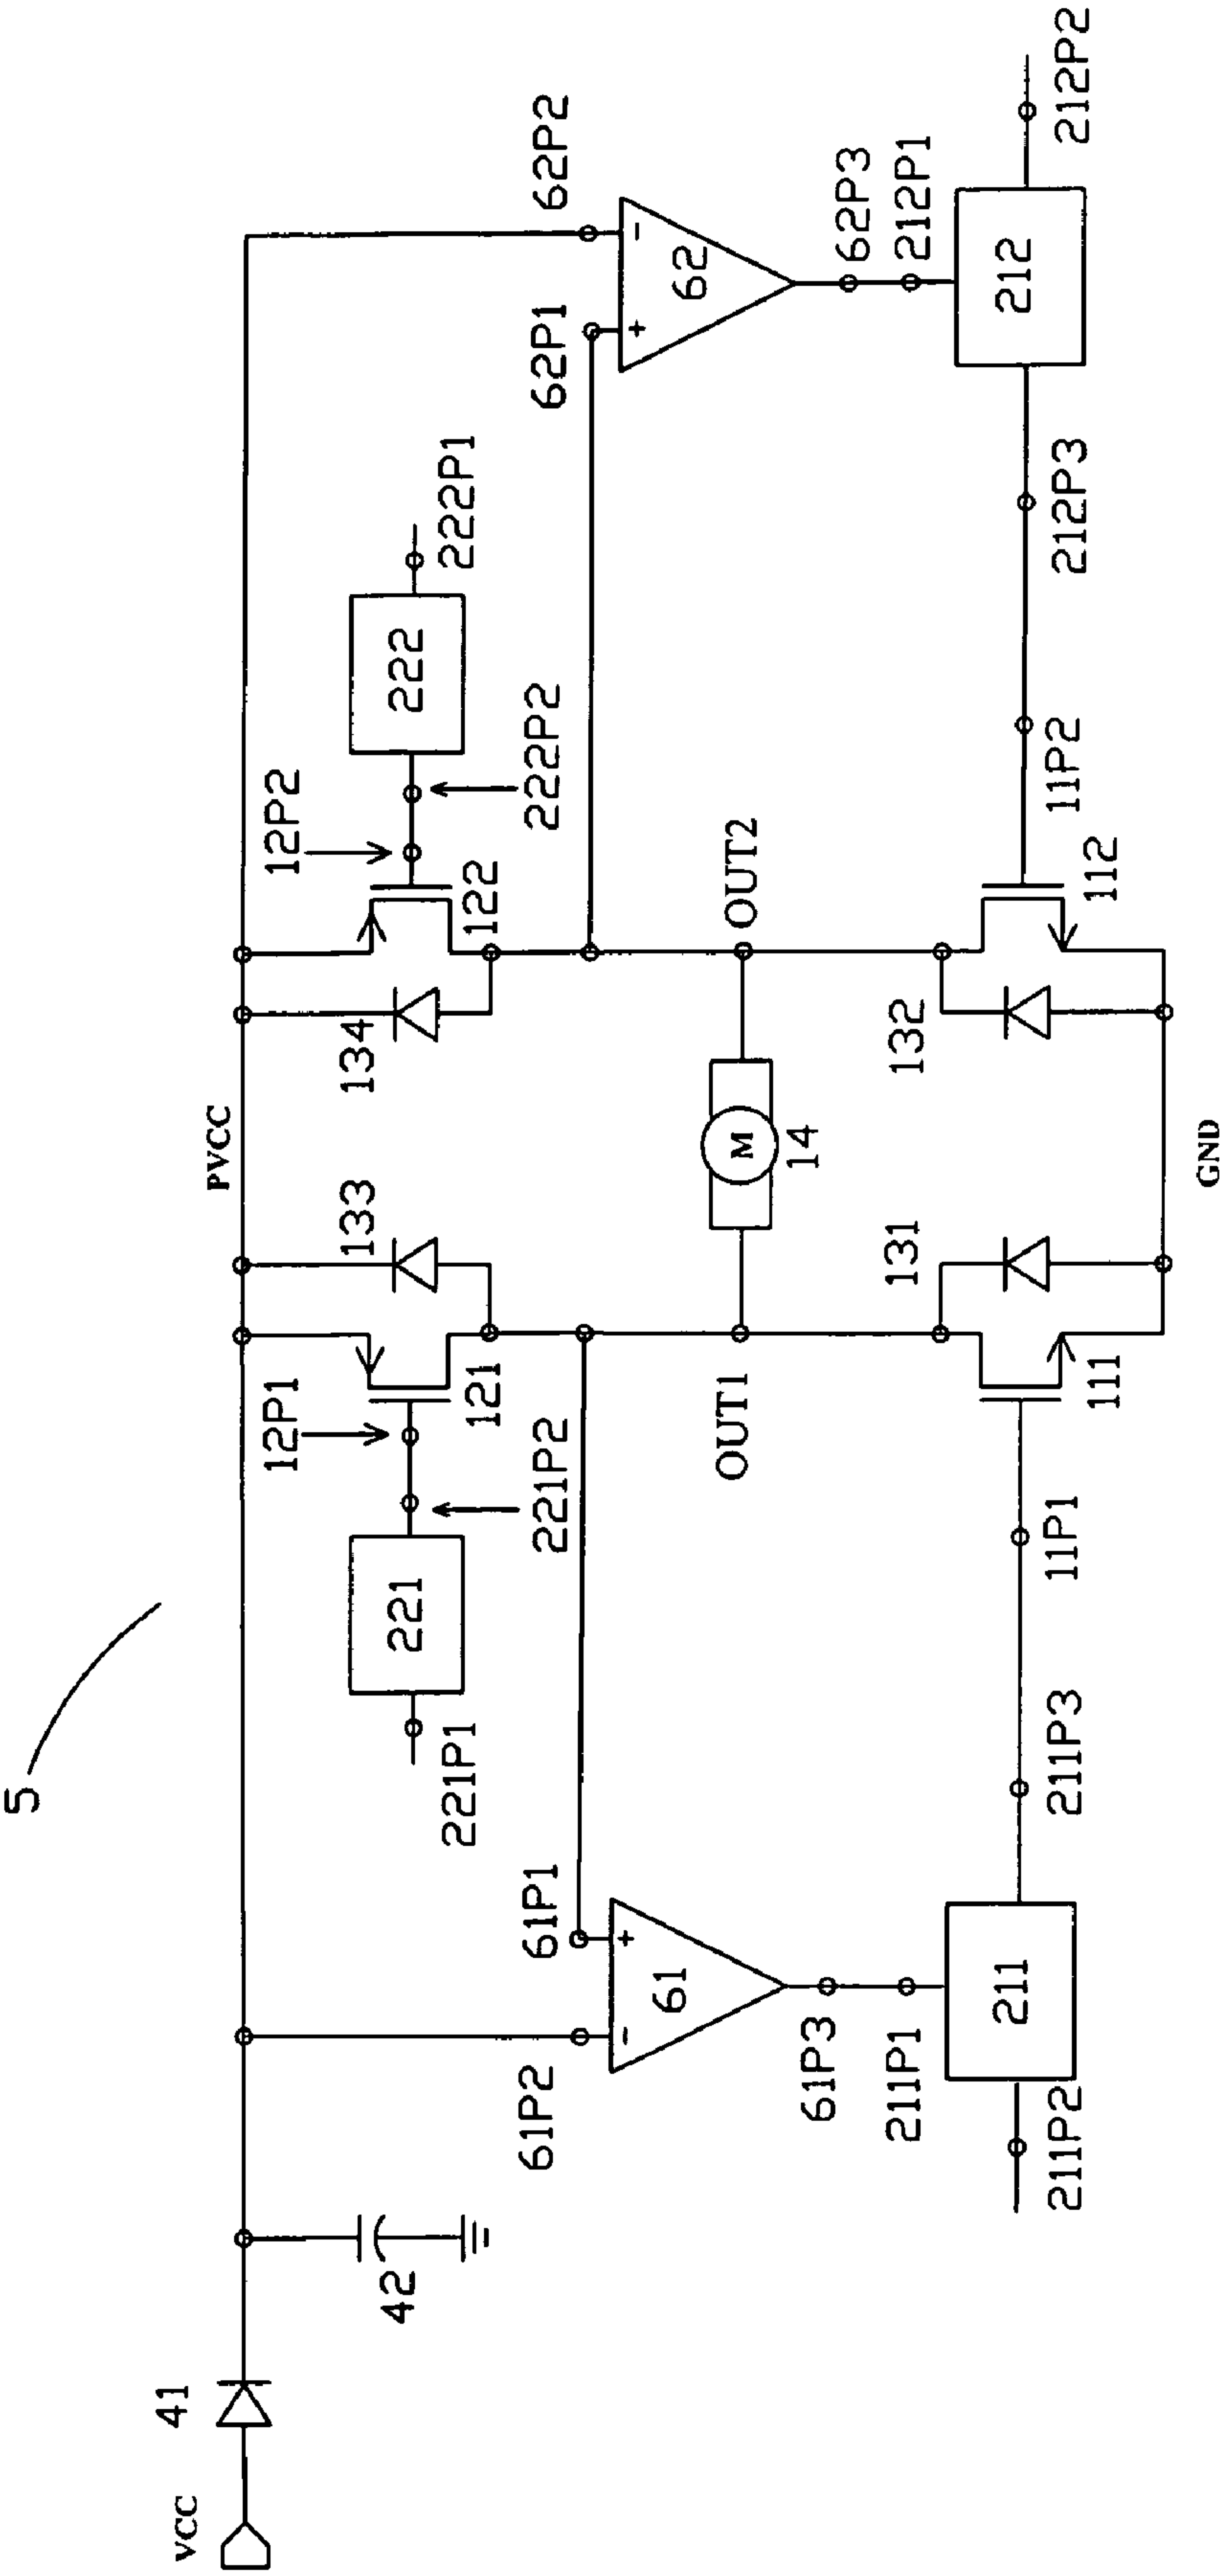 5
VCC
41
42
PVCC
61P2
61P1
61
61P3
211P1
211P2
211
211P3
11P1
221P1
221
221P2
12P1
121
133
OUT1
131
111
M
14
GND
134
122
12P2
222P2
222
222P1
OUT2
132
112
11P2
212P3
62P1
62P2
62
62P3
212P1
212
212P2
+
-
+
-